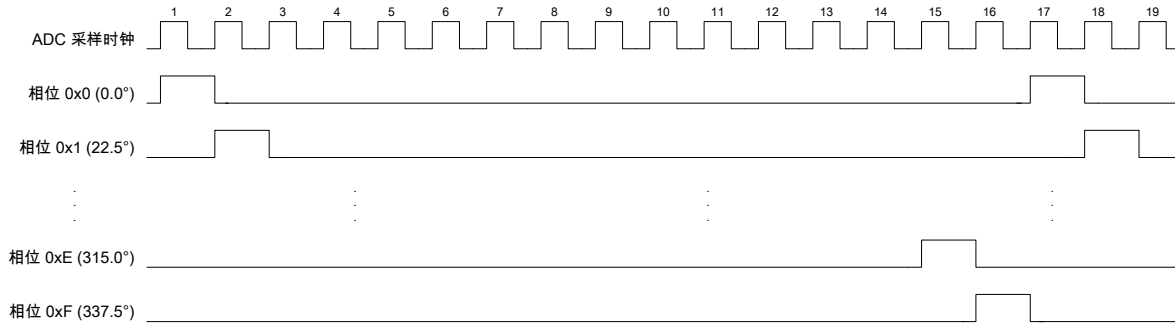 1 2 3 4 5 6 7 8 9 10 11 12 13 14 15 16 17 18 19
ADC 采样时钟
相位 0x0 (0.0°)
相位 0x1 (22.5°)
相位 0xE (315.0°)
相位 0xF (337.5°)